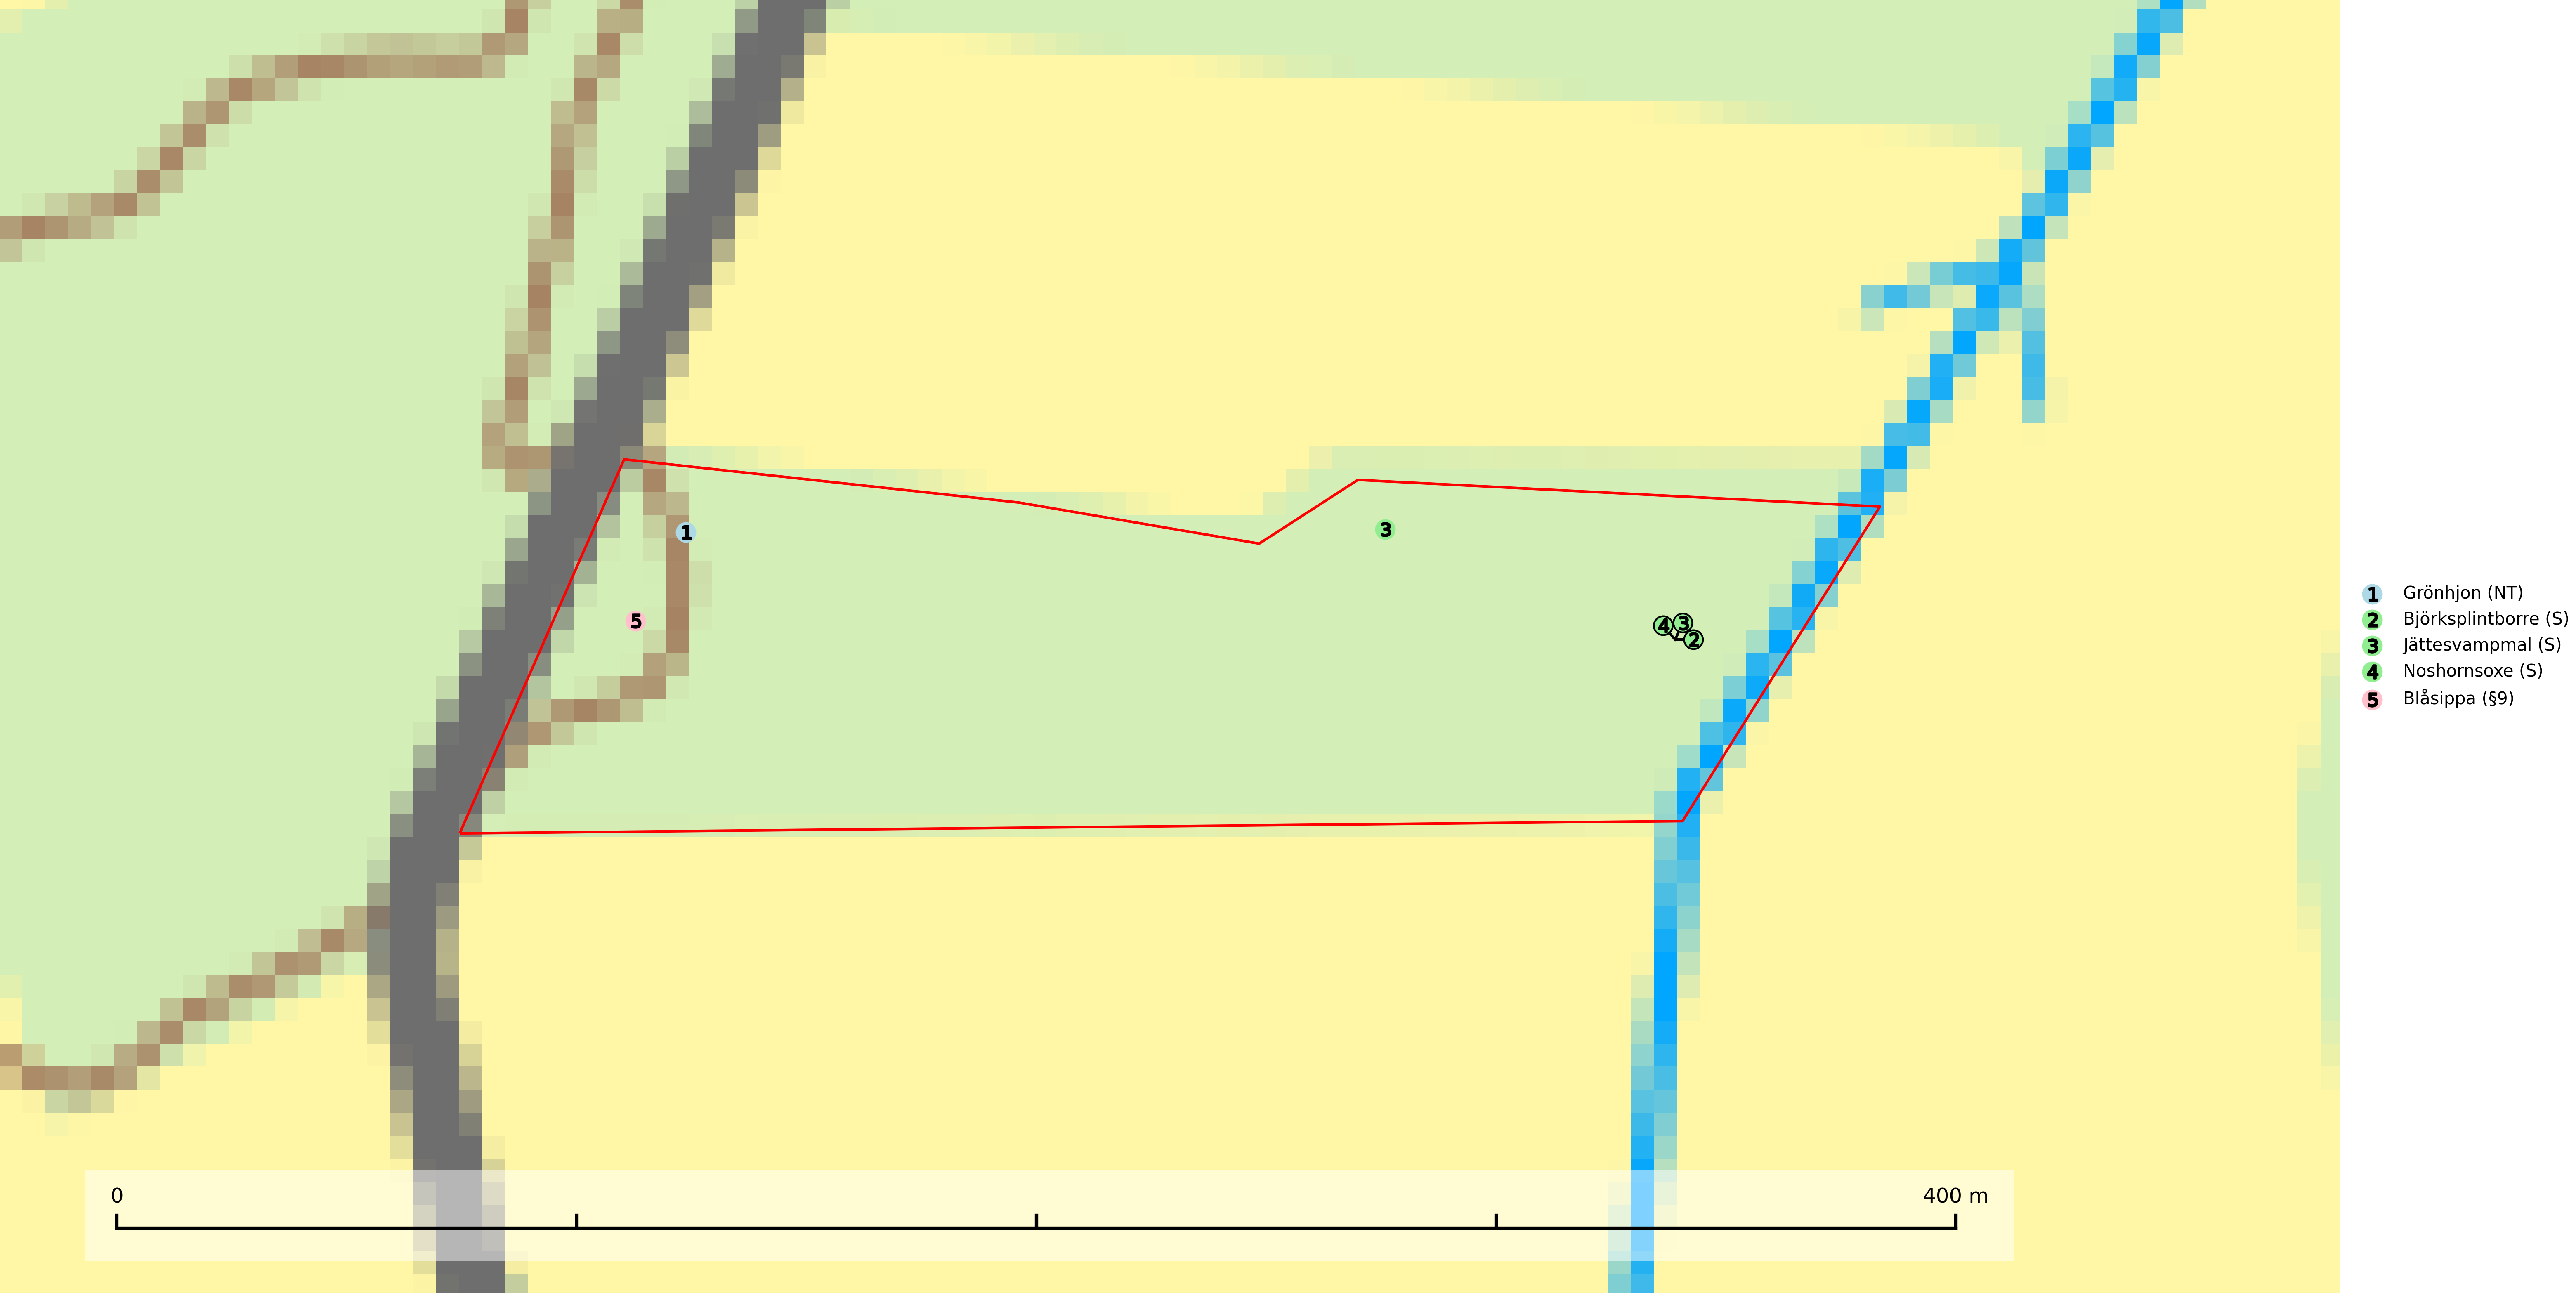 1
3
5
4 3
2
1 Grönhjon (NT)
2 Björksplintborre (S)
3 Jättesvampmal (S)
4 Noshornsoxe (S)
5 Blåsippa (§9)
0 400 m